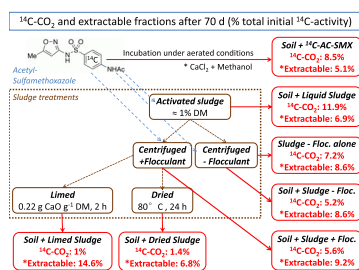 ¹⁴C-CO₂ and extractable fractions after 70 d (% total initial ¹⁴C-activity)
Me
N
O
O
S
N
H
O
¹⁴C
NHAc
Acetyl-
Sulfamethoxazole
Incubation under aerated conditions
* CaCl₂ + Methanol
Soil + ¹⁴C-AC-SMX
¹⁴C-CO₂: 8.5%
*Extractable: 5.1%
Sludge treatments
Activated sludge
≈ 1% DM
Soil + Liquid Sludge
¹⁴C-CO₂: 11.9%
*Extractable: 6.9%
Centrifuged
+Flocculant
Centrifuged
- Flocculant
Sludge - Floc. alone
¹⁴C-CO₂: 7.2%
*Extractable: 8.6%
Limed
0.22 g CaO g⁻¹ DM, 2 h
Dried
80° C , 24 h
Soil + Sludge - Floc.
¹⁴C-CO₂: 5.2%
*Extractable: 8.6%
Soil + Limed Sludge
¹⁴C-CO₂: 1%
*Extractable: 14.6%
Soil + Dried Sludge
¹⁴C-CO₂: 1.4%
*Extractable: 6.8%
Soil + Sludge + Floc.
¹⁴C-CO₂: 5.6%
*Extractable: 9.2%